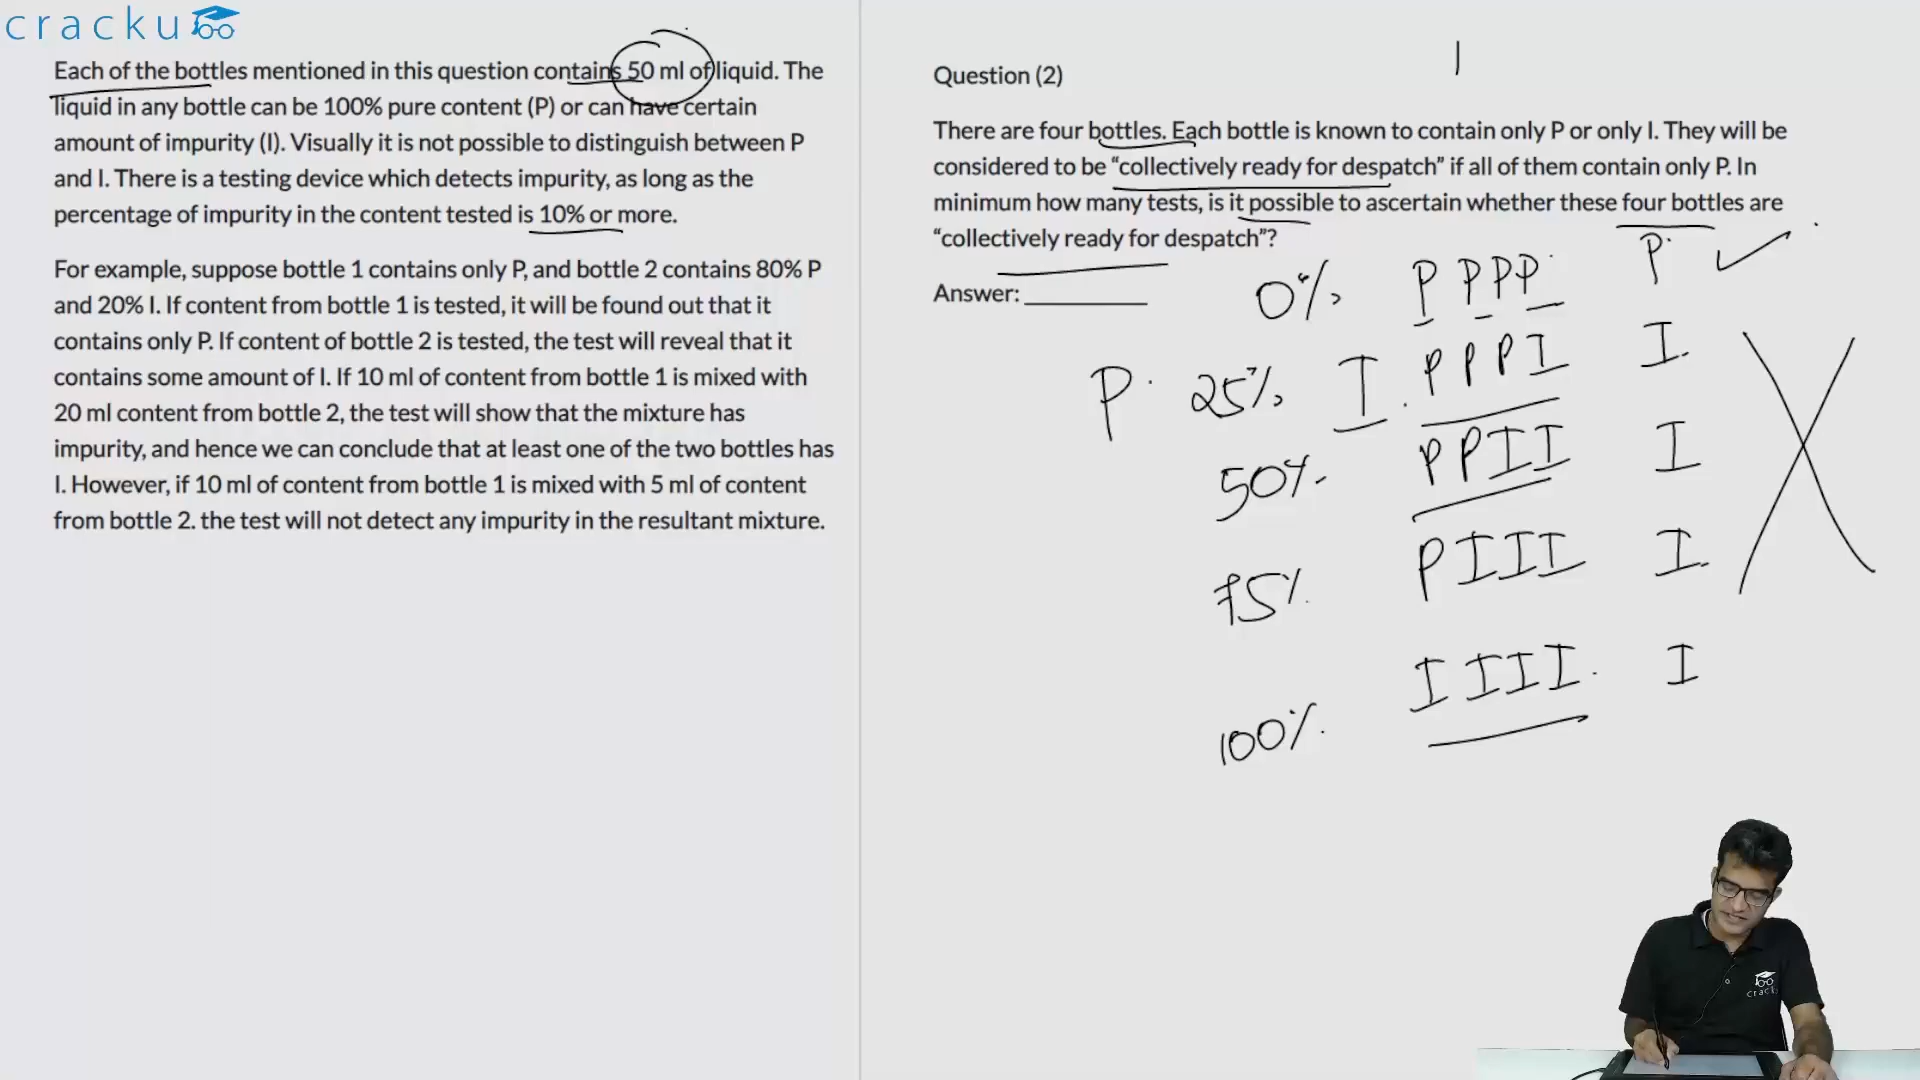 cracku
Each of the bottles mentioned in this question contains 50 ml of liquid. The
liquid in any bottle can be 100% pure content (P) or can have certain
amount of impurity (I). Visually it is not possible to distinguish between P
and I. There is a testing device which detects impurity, as long as the
percentage of impurity in the content tested is 10% or more.
For example, suppose bottle 1 contains only P, and bottle 2 contains 80% P
and 20% I. If content from bottle 1 is tested, it will be found out that it
contains only P. If content of bottle 2 is tested, the test will reveal that it
contains some amount of I. If 10 ml of content from bottle 1 is mixed with
20 ml content from bottle 2, the test will show that the mixture has
impurity, and hence we can conclude that at least one of the two bottles has
I. However, if 10 ml of content from bottle 1 is mixed with 5 ml of content
from bottle 2. the test will not detect any impurity in the resultant mixture.
1
Question (2)
There are four bottles. Each bottle is known to contain only P or only I. They will be
considered to be “collectively ready for despatch” if all of them contain only P. In
minimum how many tests, is it possible to ascertain whether these four bottles are
“collectively ready for despatch”?
Answer: ____________
0% P P P P P ✓
P 25% I P P P I I
50% P P I I I
75% P I I I I
100% I I I I I
cracku